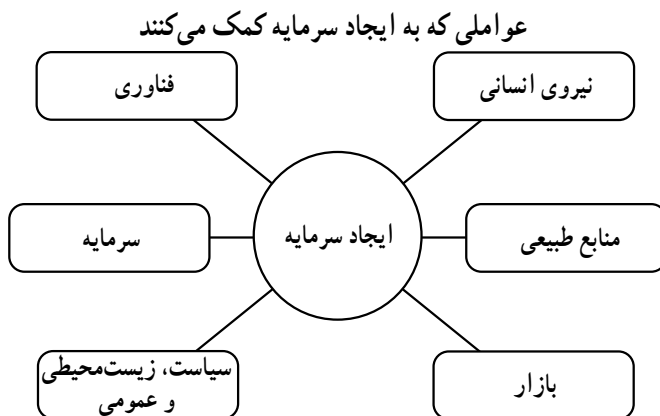 عواملی که به ایجاد سرمایه کمک می‌کنند
نیروی انسانی
فناوری
ایجاد سرمایه
منابع طبیعی
سرمایه
بازار
سیاست، زیست‌محیطی
و عمومی